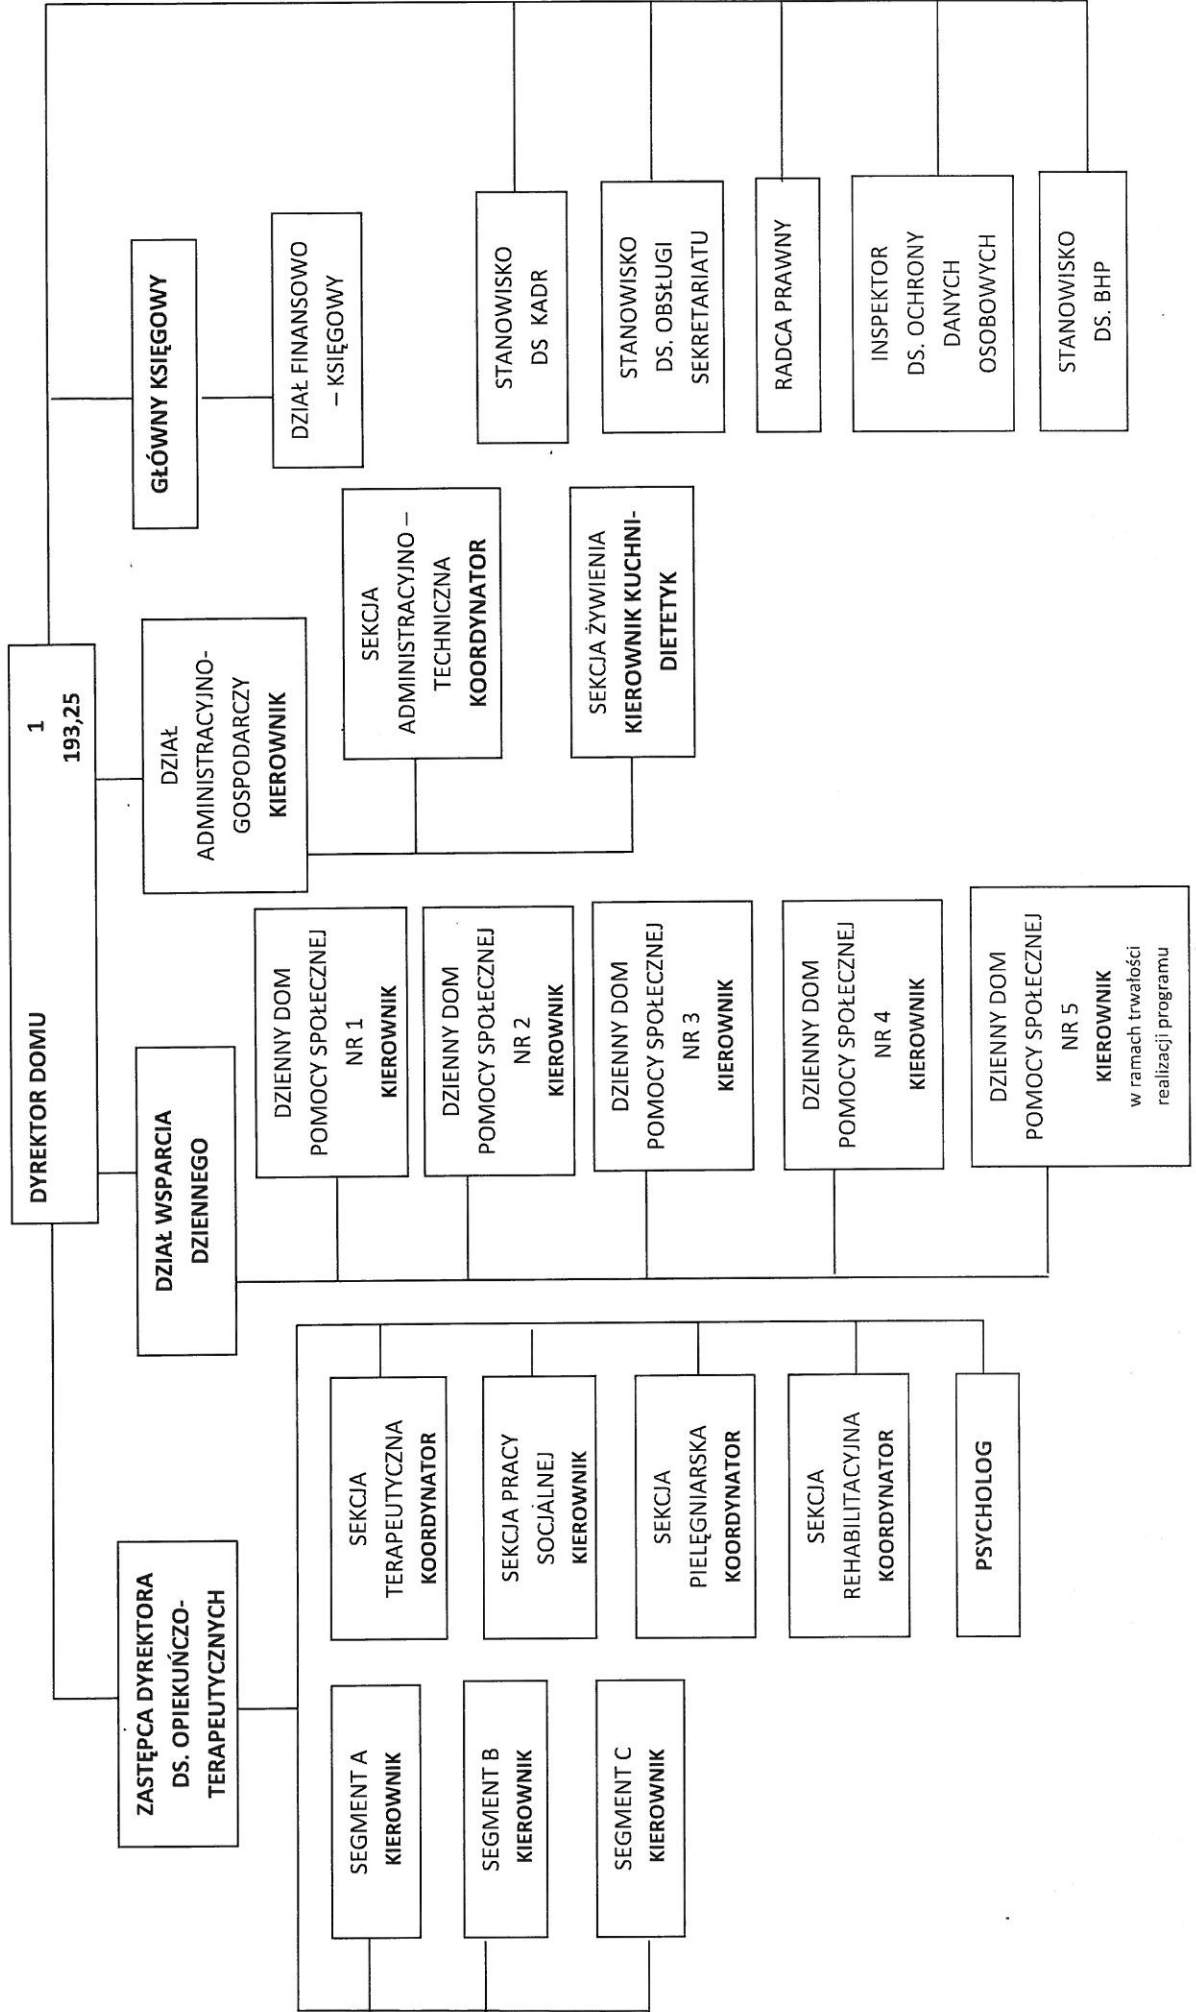 DYREKTOR DOMU 1
193,25
ZASTĘPCA DYREKTORA
DS. OPIEKUŃCZO-
TERAPEUTYCZNYCH
SEGMENT A
KIEROWNIK
SEGMENT B
KIEROWNIK
SEGMENT C
KIEROWNIK
SEKCJA
TERAPEUTYCZNA
KOORDYNATOR
SEKCJA PRACY
SOCJALNEJ
KIEROWNIK
SEKCJA
PIELĘGNIARSKA
KOORDYNATOR
SEKCJA
REHABILITACYJNA
KOORDYNATOR
PSYCHOLOG
DZIAŁ WSPARCIA
DZIENNEGO
DZIENNY DOM
POMOCY SPOŁECZNEJ
NR 1
KIEROWNIK
DZIENNY DOM
POMOCY SPOŁECZNEJ
NR 2
KIEROWNIK
DZIENNY DOM
POMOCY SPOŁECZNEJ
NR 3
KIEROWNIK
DZIENNY DOM
POMOCY SPOŁECZNEJ
NR 4
KIEROWNIK
DZIENNY DOM
POMOCY SPOŁECZNEJ
NR 5
KIEROWNIK
w ramach trwałości
realizacji programu
DZIAŁ
ADMINISTRACYJNO-
GOSPODARCZY
KIEROWNIK
SEKCJA
ADMINISTRACYJNO –
TECHNICZNA
KOORDYNATOR
SEKCJA ŻYWIENIA
KIEROWNIK KUCHNI-
DIETETYK
GŁÓWNY KSIĘGOWY
DZIAŁ FINANSOWO
– KSIĘGOWY
STANOWISKO
DS KADR
STANOWISKO
DS. OBSŁUGI
SEKRETARIATU
RADCA PRAWNY
INSPEKTOR
DS. OCHRONY
DANYCH
OSOBOWYCH
STANOWISKO
DS. BHP